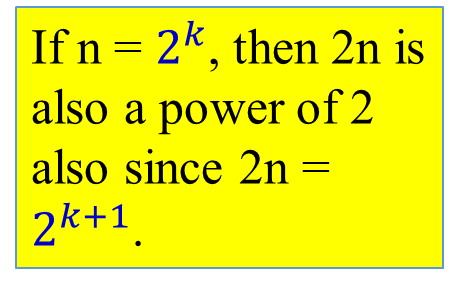 If n = 2^k, then 2n is
also a power of 2
also since 2n =
2^{k+1}.